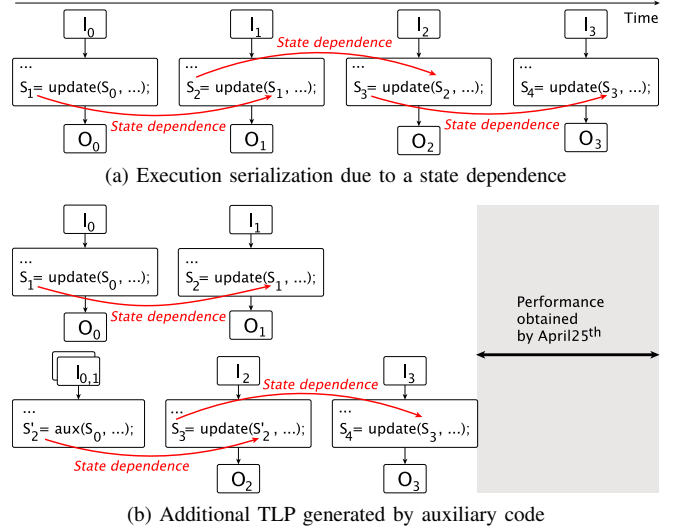 Time
I0 I1 I2 I3
... ... ... ...
State dependence
S1= update(S0, ...); S2= update(S1, ...); S3= update(S2, ...); S4= update(S3, ...);
State dependence State dependence
O0 O1 O2 O3
(a) Execution serialization due to a state dependence
I0 I1
... ...
S1= update(S0, ...); S2= update(S1, ...);
State dependence
O0 O1
Performance
obtained
by April25th
I0,1 I2 I3
State dependence
... ... ...
S'2= aux(S0, ...); S3= update(S'2, ...); S4= update(S3, ...);
State dependence
O2 O3
(b) Additional TLP generated by auxiliary code